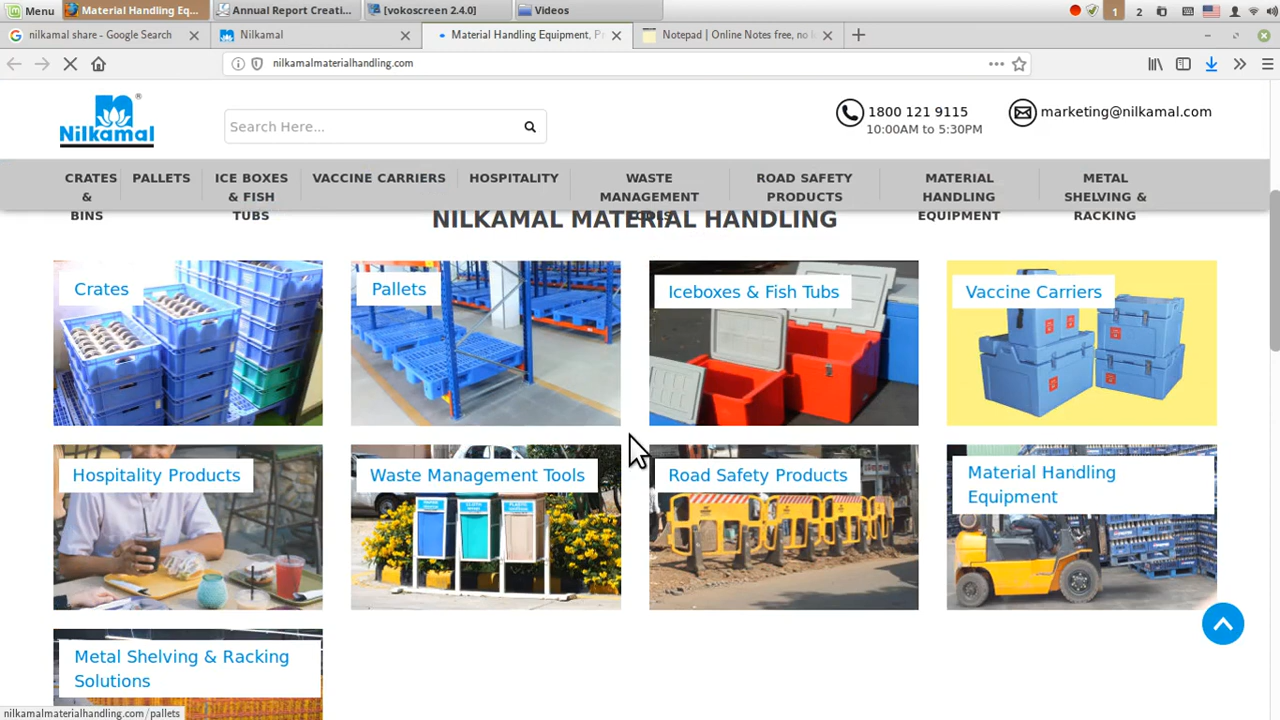 Menu
Material Handling Eq...
Annual Report Creati...
[vokoscreen 2.4.0]
Videos
1
2
nilkamal share - Google Search
Nilkamal
Material Handling Equipment, P
Notepad | Online Notes free, no l
nilkamalmaterialhandling.com
Nilkamal
®
Search Here...
1800 121 9115
10:00AM to 5:30PM
marketing@nilkamal.com
CRATES
&
BINS
PALLETS
ICE BOXES
& FISH
TUBS
VACCINE CARRIERS
HOSPITALITY
WASTE
MANAGEMENT
TOOLS
ROAD SAFETY
PRODUCTS
MATERIAL
HANDLING
EQUIPMENT
METAL
SHELVING &
RACKING
NILKAMAL MATERIAL HANDLING
Crates
Pallets
Iceboxes & Fish Tubs
Vaccine Carriers
Hospitality Products
Waste Management Tools
Road Safety Products
Material Handling
Equipment
Metal Shelving & Racking
Solutions
nilkamalmaterialhandling.com/pallets